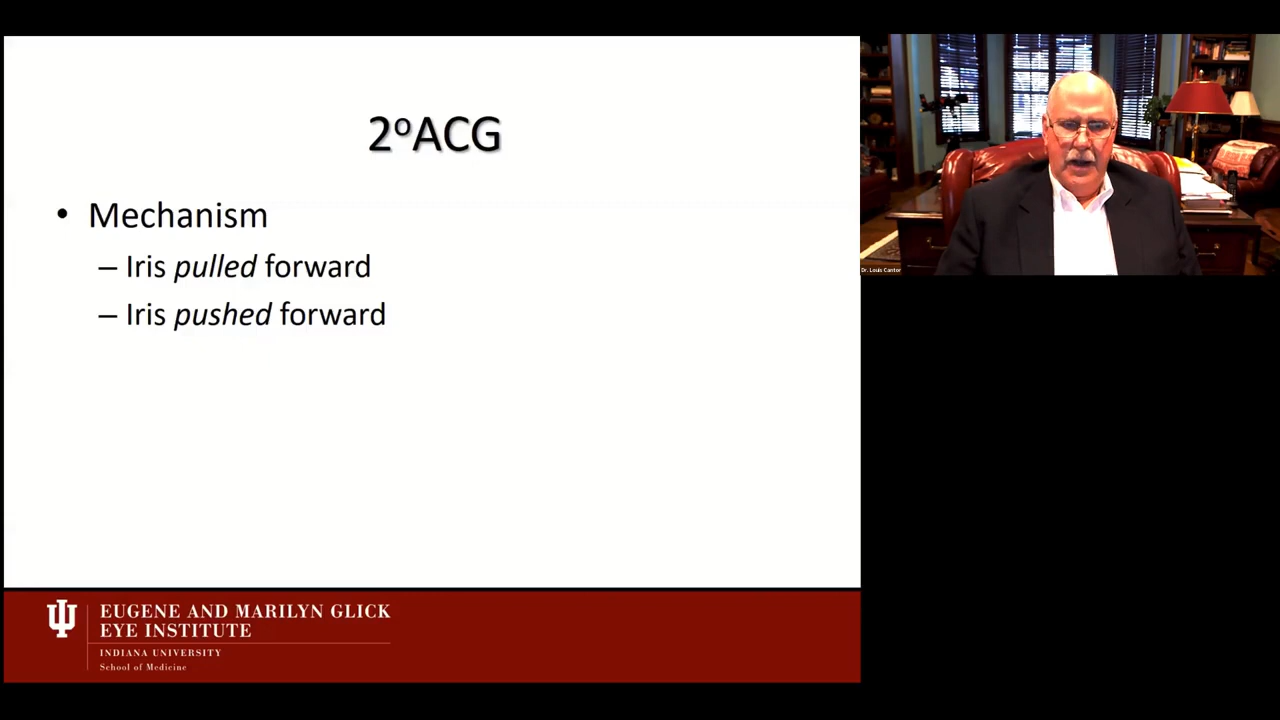 2ºACG
• Mechanism
– Iris pulled forward
– Iris pushed forward
EUGENE AND MARILYN GLICK
EYE INSTITUTE
INDIANA UNIVERSITY
School of Medicine
Dr. Louis Cantor